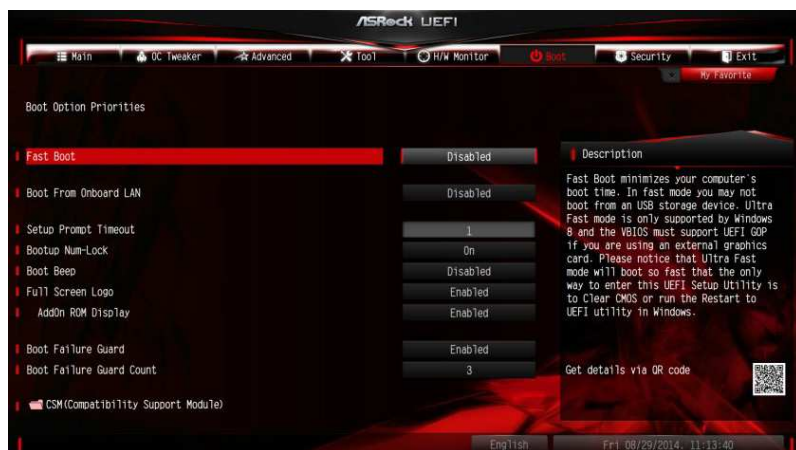 ASRock UEFI
Main OC Tweaker Advanced Tool H/W Monitor Boot Security Exit
My Favorite
Boot Option Priorities
Fast Boot Disabled
Boot From Onboard LAN Disabled
Setup Prompt Timeout 1
Bootup Num-Lock On
Boot Beep Disabled
Full Screen Logo Enabled
AddOn ROM Display Enabled
Boot Failure Guard Enabled
Boot Failure Guard Count 3
CSM(Compatibility Support Module)
Description
Fast Boot minimizes your computer's
boot time. In fast mode you may not
boot from an USB storage device. Ultra
Fast mode is only supported by Windows
8 and the VBIOS must support UEFI GOP
if you are using an external graphics
card. Please notice that Ultra Fast
mode will boot so fast that the only
way to enter this UEFI Setup Utility is
to Clear CMOS or run the Restart to
UEFI utility in Windows.
Get details via QR code
English Fri 08/29/2014. 11:13:40